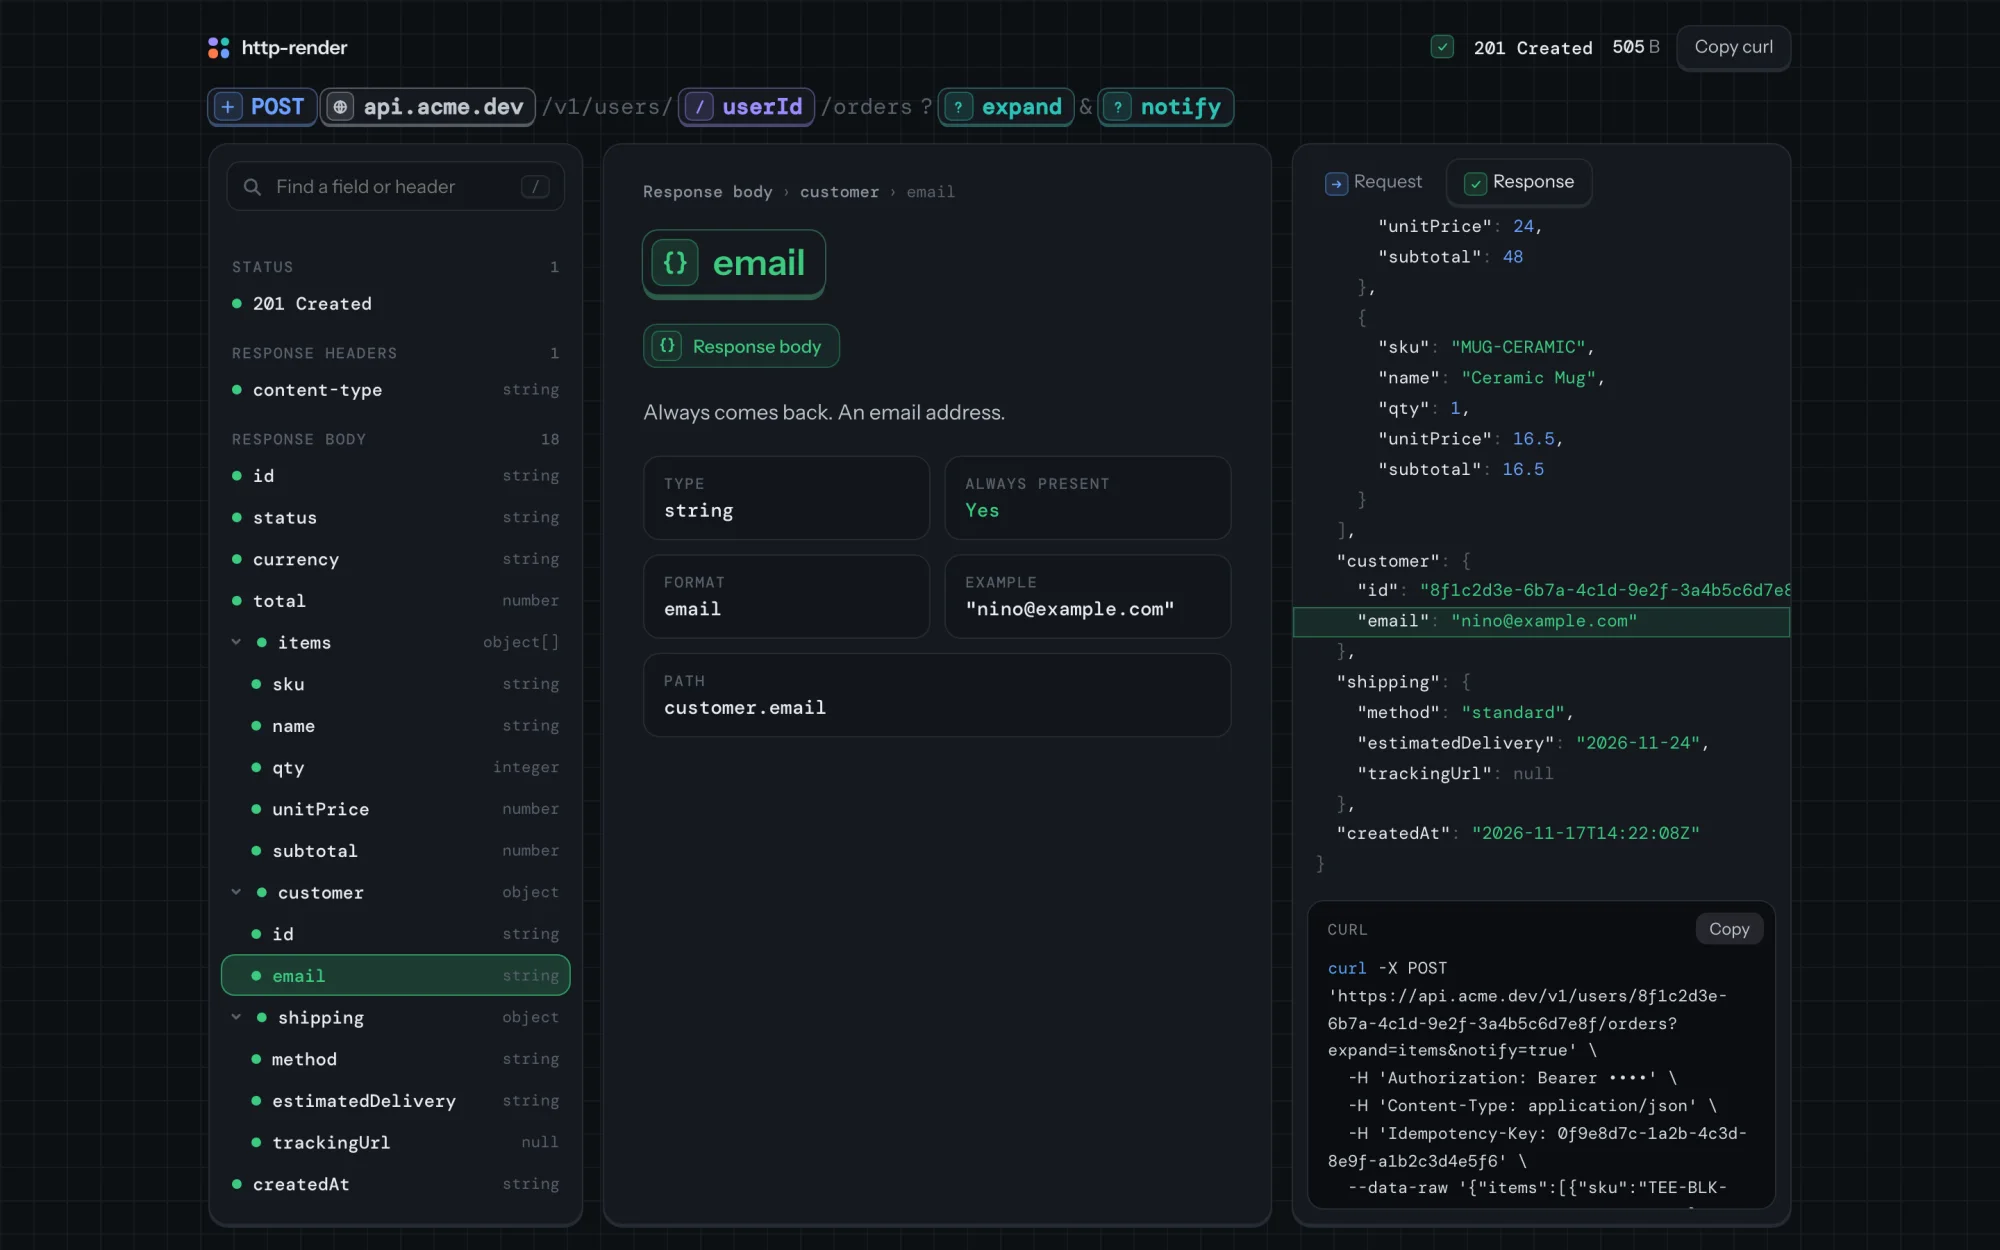 http-render
201 Created 505 B Copy curl
+ POST api.acme.dev /v1/users/ / userId /orders ? ? expand & ? notify
Find a field or header /
STATUS 1
201 Created
RESPONSE HEADERS 1
content-type string
RESPONSE BODY 18
id string
status string
currency string
total number
items object[]
sku string
name string
qty integer
unitPrice number
subtotal number
customer object
id string
email string
shipping object
method string
estimatedDelivery string
trackingUrl null
createdAt string
Response body › customer › email
{} email
{} Response body
Always comes back. An email address.
TYPE
string
ALWAYS PRESENT
Yes
FORMAT
email
EXAMPLE
"nino@example.com"
PATH
customer.email
Request Response
"unitPrice": 24,
"subtotal": 48
},
{
"sku": "MUG-CERAMIC",
"name": "Ceramic Mug",
"qty": 1,
"unitPrice": 16.5,
"subtotal": 16.5
}
],
"customer": {
"id": "8f1c2d3e-6b7a-4c1d-9e2f-3a4b5c6d7e8
"email": "nino@example.com"
},
"shipping": {
"method": "standard",
"estimatedDelivery": "2026-11-24",
"trackingUrl": null
},
"createdAt": "2026-11-17T14:22:08Z"
}
CURL Copy
curl -X POST
'https://api.acme.dev/v1/users/8f1c2d3e-
6b7a-4c1d-9e2f-3a4b5c6d7e8f/orders?
expand=items&notify=true' \
-H 'Authorization: Bearer ••••' \
-H 'Content-Type: application/json' \
-H 'Idempotency-Key: 0f9e8d7c-1a2b-4c3d-
8e9f-a1b2c3d4e5f6' \
--data-raw '{"items":[{"sku":"TEE-BLK-